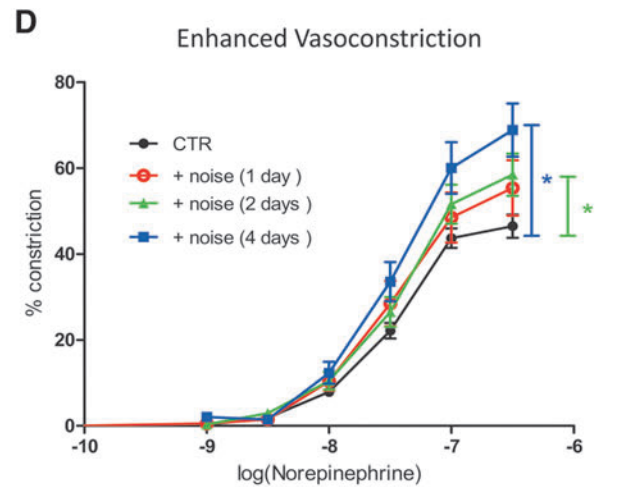 D
Enhanced Vasoconstriction
80
60
40
20
0
% constriction
CTR
+ noise (1 day )
+ noise (2 days )
+ noise (4 days )
*
*
-10
-9
-8
-7
-6
log(Norepinephrine)